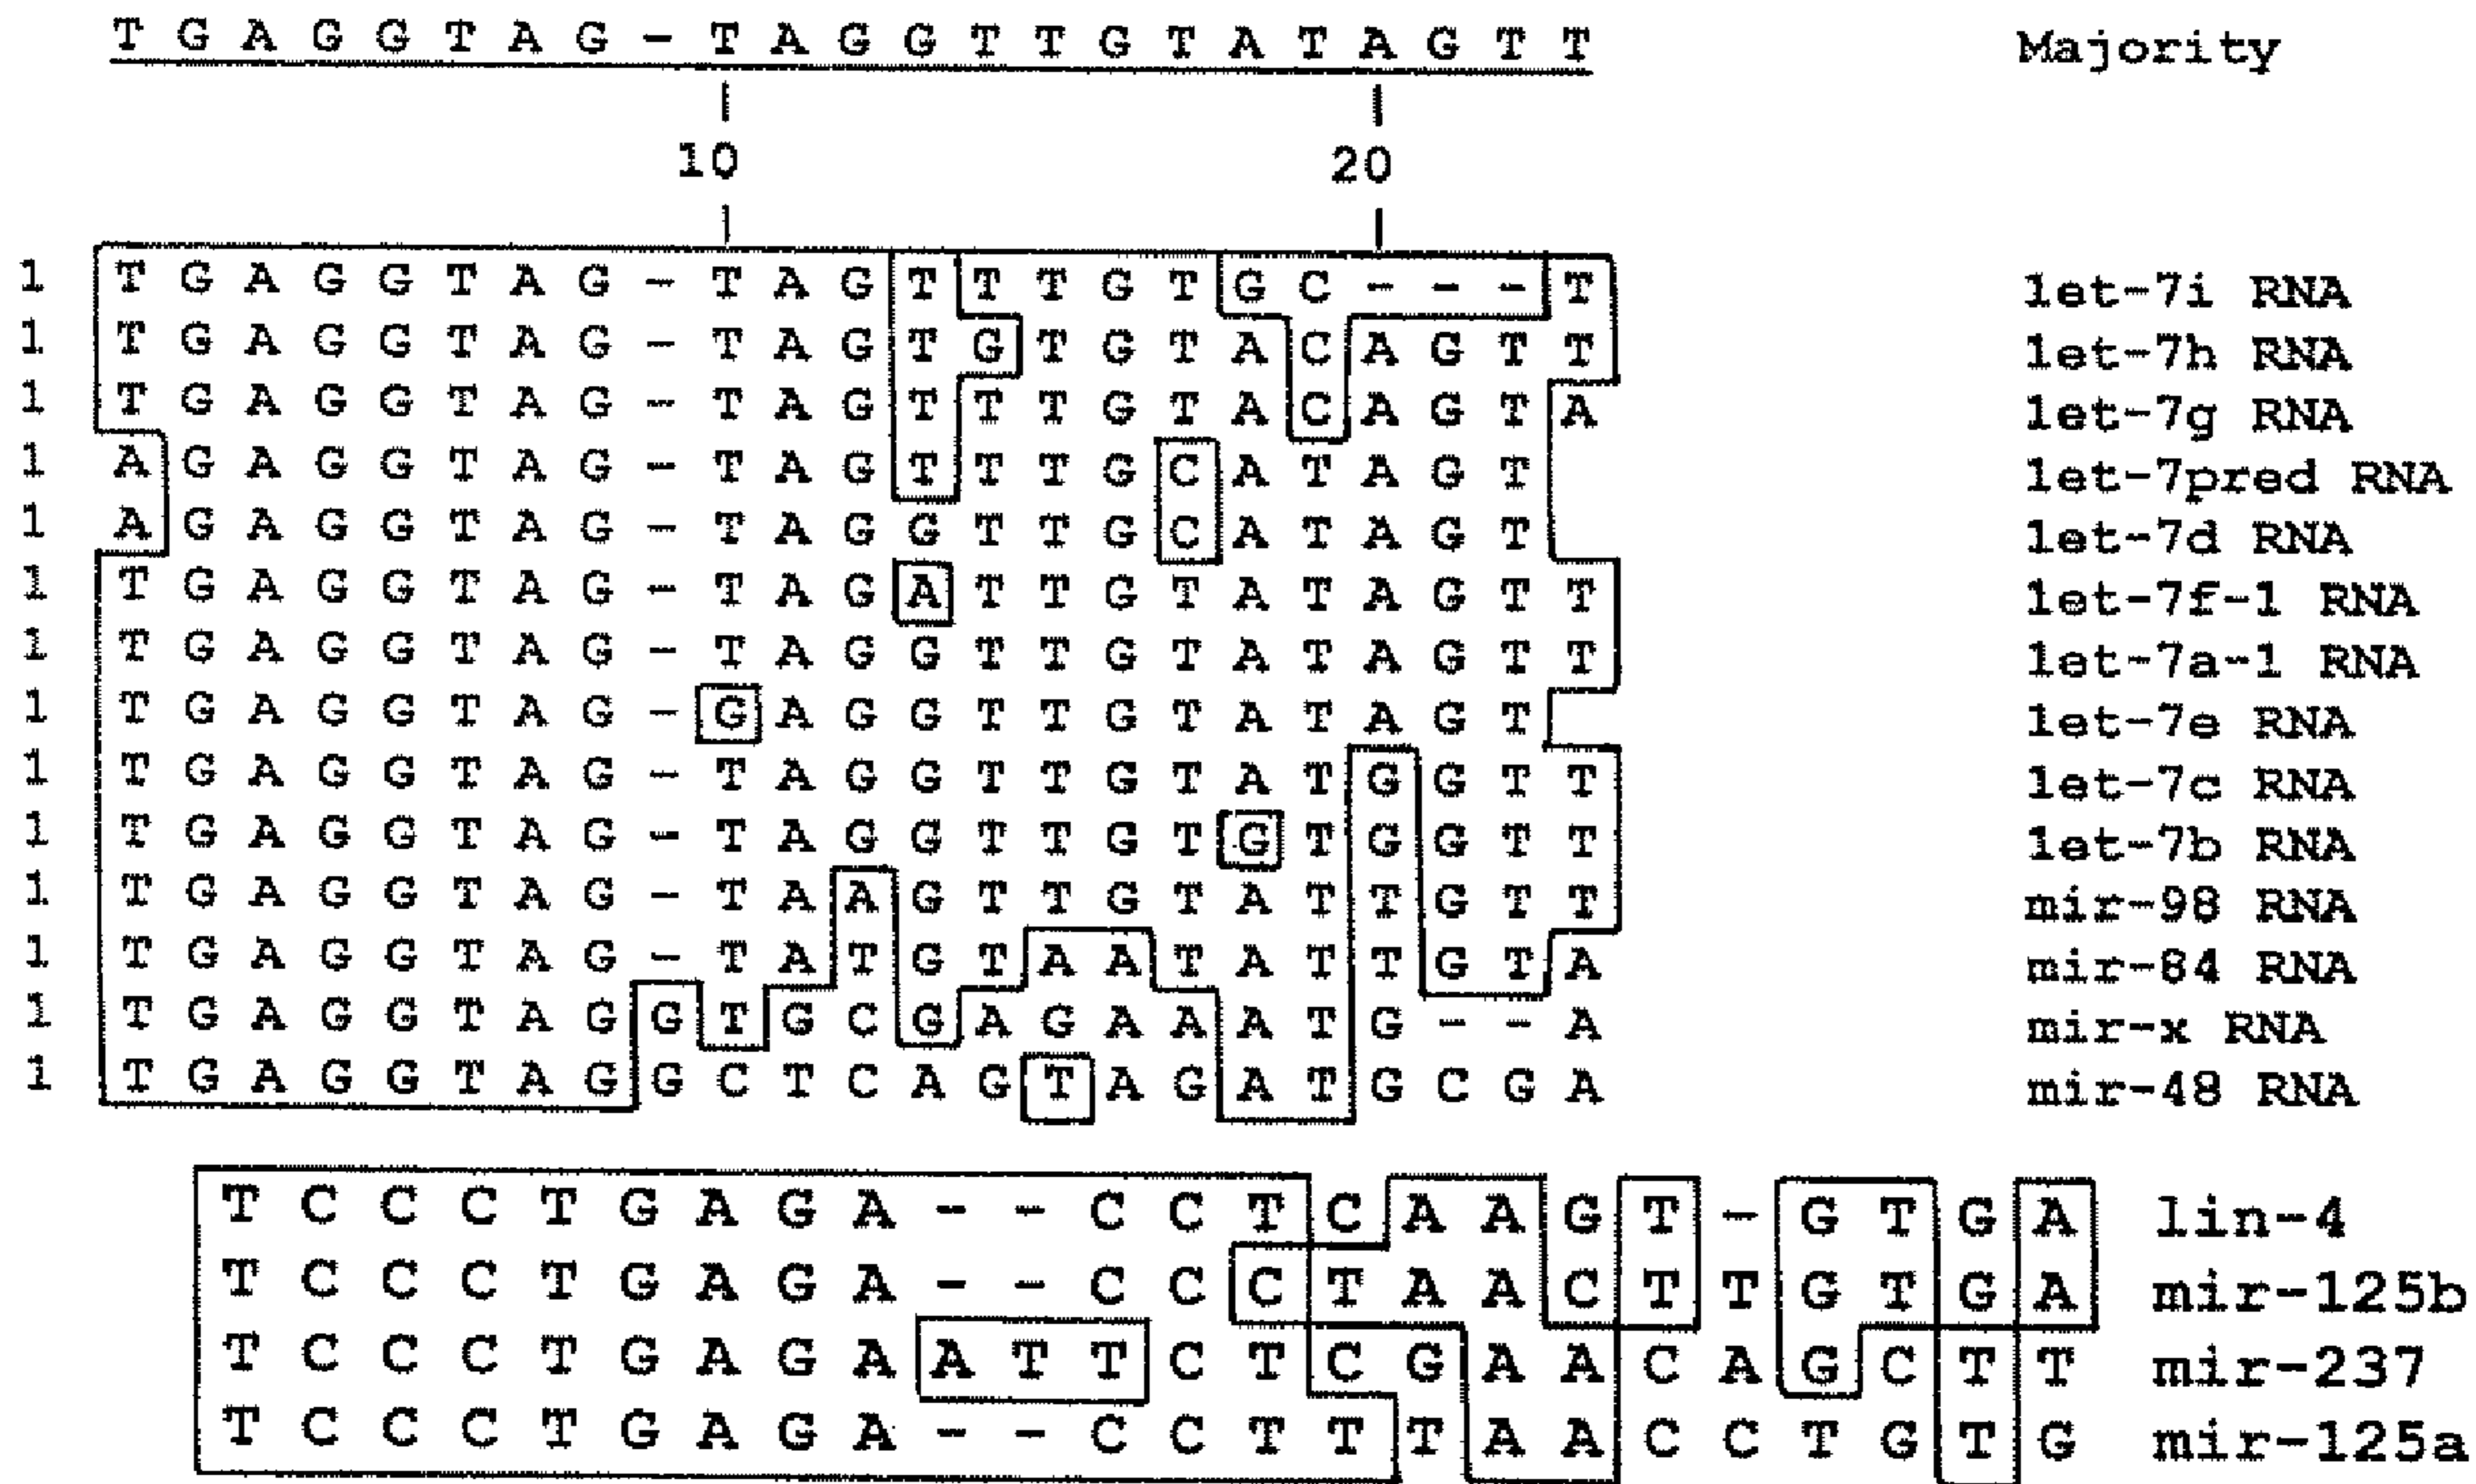 T G A G G T A G - T A G G T T G T A T A G T T Majority
10 20
1 T G A G G T A G - T A G T T T G T G C - - - T let-7i RNA
1 T G A G G T A G - T A G T G T G T A C A G T T let-7h RNA
1 T G A G G T A G - T A G T T T G T A C A G T A let-7g RNA
1 A G A G G T A G - T A G T T T G C A T A G T let-7pred RNA
1 A G A G G T A G - T A G G T T G C A T A G T let-7d RNA
1 T G A G G T A G - T A G A T T G T A T A G T T let-7f-1 RNA
1 T G A G G T A G - T A G G T T G T A T A G T T let-7a-1 RNA
1 T G A G G T A G - G A G G T T G T A T A G T let-7e RNA
1 T G A G G T A G - T A G G T T G T A T G G T T let-7c RNA
1 T G A G G T A G - T A G G T T G T G T G G T T let-7b RNA
1 T G A G G T A G - T A A G T T G T A T T G T T mir-98 RNA
1 T G A G G T A G - T A T G T A A T A T T G T A mir-84 RNA
1 T G A G G T A G G T G C G A G A A A T G - - A mir-x RNA
1 T G A G G T A G G C T C A G T A G A T G C G A mir-48 RNA
T C C C T G A G A - - C C T C A A G T - G T G A lin-4
T C C C T G A G A - - C C C T A A C T T G T G A mir-125b
T C C C T G A G A A T T C T C G A A C A G C T T mir-237
T C C C T G A G A - - C C T T T A A C C T G T G mir-125a